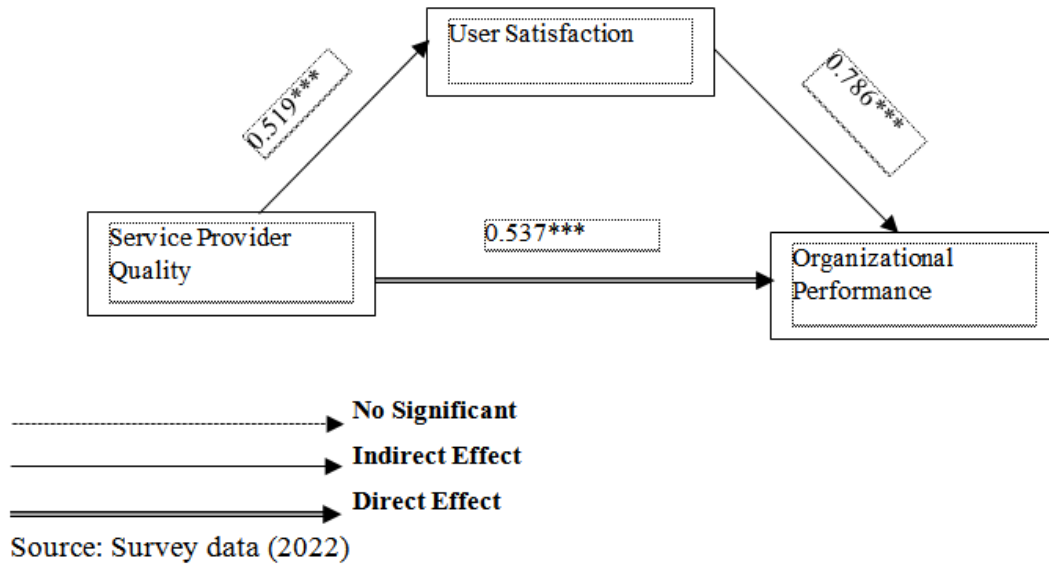 User Satisfaction
0.519***
0.786***
Service Provider
Quality
0.537***
Organizational
Performance
No Significant
Indirect Effect
Direct Effect
Source: Survey data (2022)